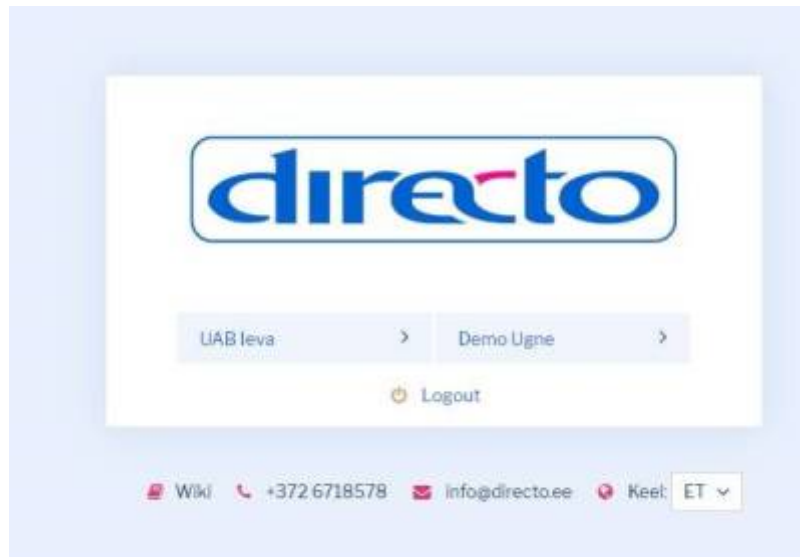 directo
UAB Ieva > Demo Ugne >
Logout
Wiki +372 6718578 info@directo.ee Keel: ET